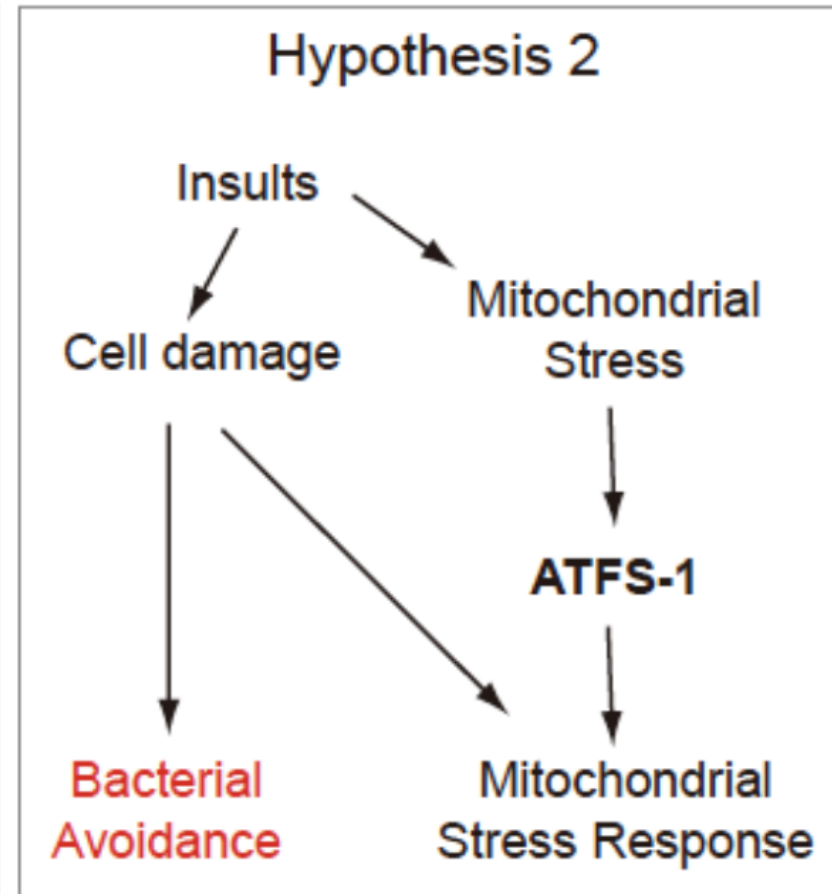 Hypothesis 2
Insults
Mitochondrial
Stress
Cell damage
ATFS-1
Bacterial
Avoidance
Mitochondrial
Stress Response